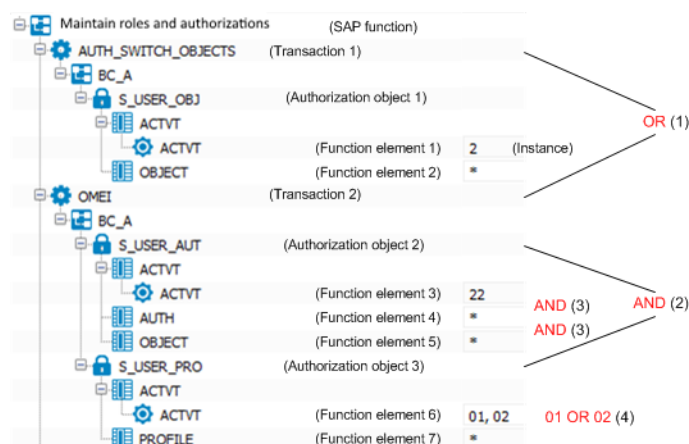 Maintain roles and authorizations (SAP function)
AUTH_SWITCH_OBJECTS (Transaction 1)
BC_A
S_USER_OBJ (Authorization object 1)
ACTVT
OR (1)
ACTVT (Function element 1) 2 (Instance)
OBJECT (Function element 2) *
OMEI (Transaction 2)
BC_A
S_USER_AUT (Authorization object 2)
ACTVT
ACTVT (Function element 3) 22
AND (3) AND (2)
AUTH (Function element 4) *
AND (3)
OBJECT (Function element 5) *
S_USER_PRO (Authorization object 3)
ACTVT
ACTVT (Function element 6) 01, 02 01 OR 02 (4)
PROFILE (Function element 7) *